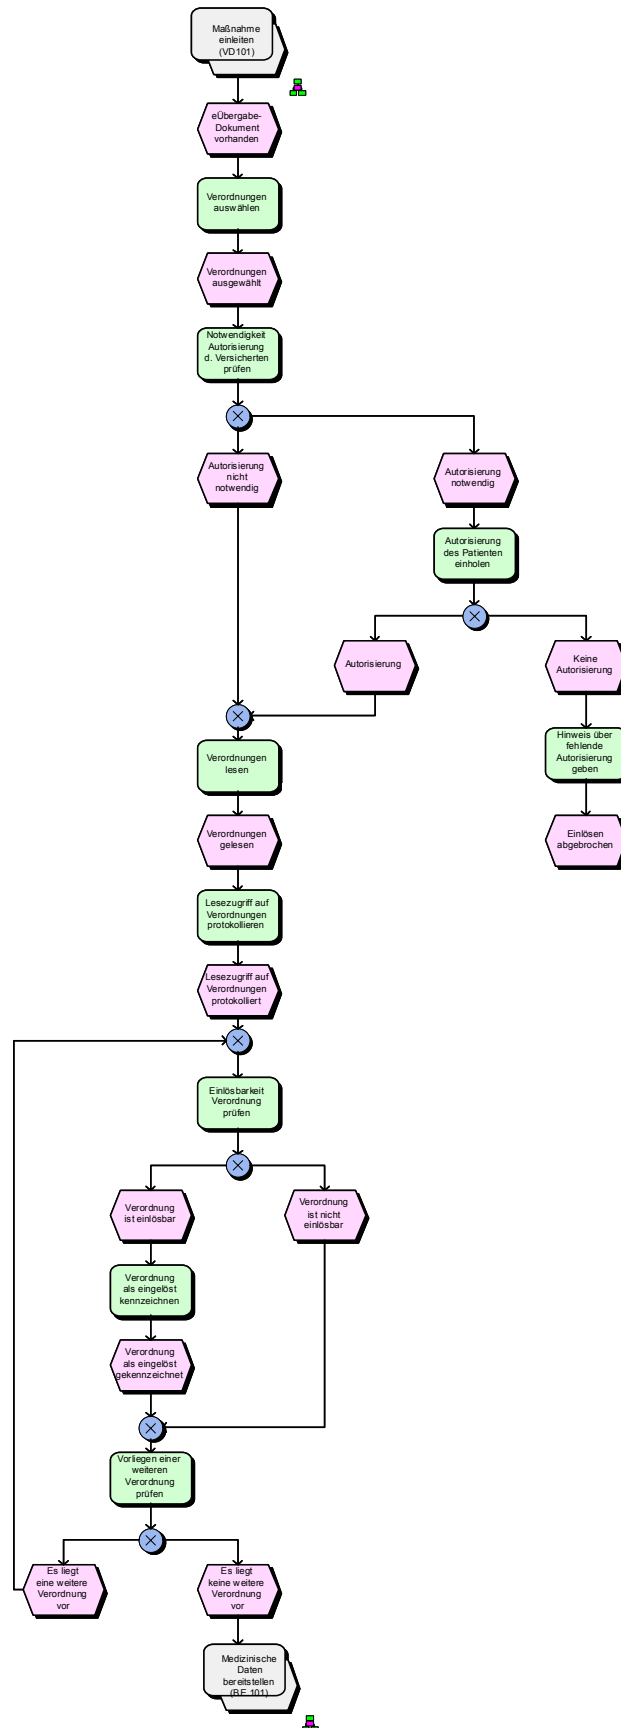 Maßnahme
einleiten
(VD101)
eÜbergabe-
Dokument
vorhanden
Verordnungen
auswählen
Verordnungen
ausgewählt
Notwendigkeit
Autorisierung
d. Versicherten
prüfen
Autorisierung
nicht
notwendig
Autorisierung
notwendig
Autorisierung
des Patienten
einholen
Autorisierung
Keine
Autorisierung
Hinweis über
fehlende
Autorisierung
geben
Einlösen
abgebrochen
Verordnungen
lesen
Verordnungen
gelesen
Lesezugriff auf
Verordnungen
protokollieren
Lesezugriff auf
Verordnungen
protokolliert
Einlösbarkeit
Verordnung
prüfen
Verordnung
ist einlösbar
Verordnung
ist nicht
einlösbar
Verordnung
als eingelöst
kennzeichnen
Verordnung
als eingelöst
gekennzeichnet
Vorliegen einer
weiteren
Verordnung
prüfen
Es liegt
eine weitere
Verordnung
vor
Es liegt
keine weitere
Verordnung
vor
Medizinische
Daten
bereitstellen
(BE 101)